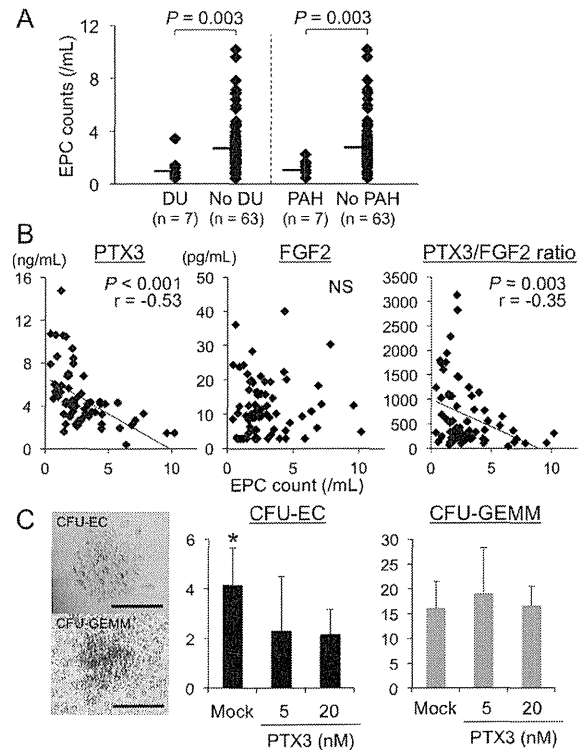 A
P = 0.003
P = 0.003
EPC counts (/mL)
12
8
4
0
DU
No DU
PAH
No PAH
(n = 7)
(n = 63)
(n = 7)
(n = 63)
B
(ng/mL)
PTX3
P < 0.001
r = -0.53
16
12
8
4
0
0
5
10
(pg/mL)
FGF2
NS
50
40
30
20
10
0
0
5
10
PTX3/FGF2 ratio
P = 0.003
r = -0.35
3500
3000
2500
2000
1500
1000
500
0
0
5
10
EPC count (/mL)
C
CFU-EC
CFU-GEMM
CFU-EC
*
6
4
2
0
Mock
5
20
PTX3 (nM)
CFU-GEMM
30
25
20
15
10
5
0
Mock
5
20
PTX3 (nM)